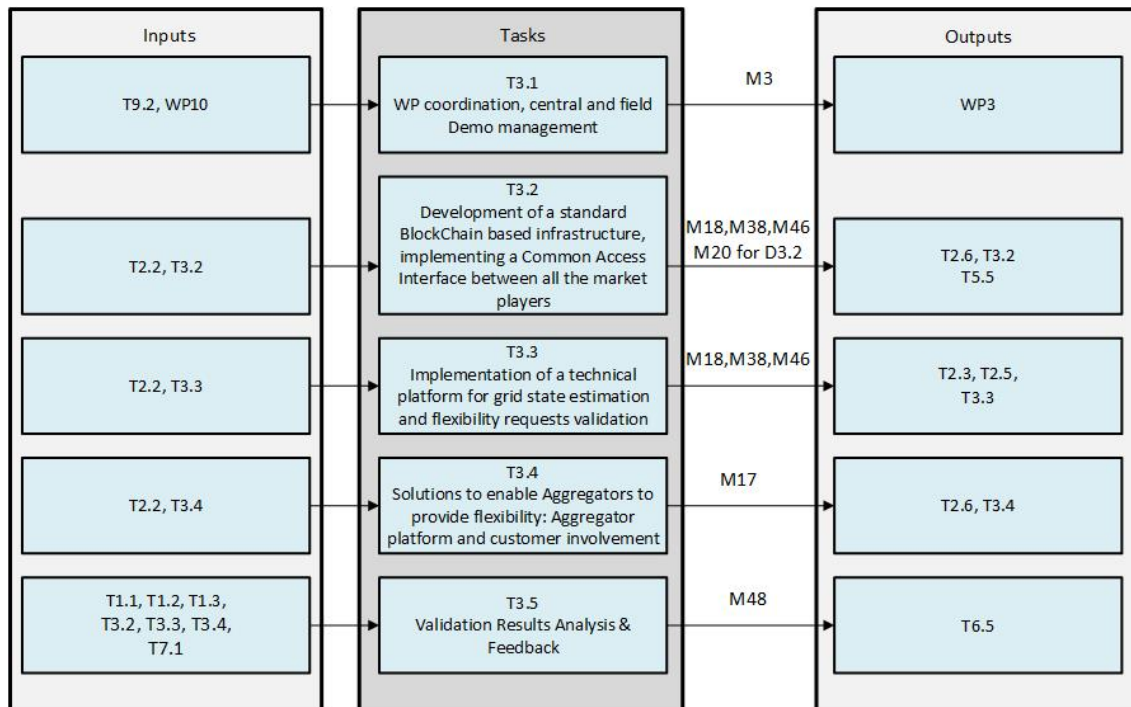 Inputs
Tasks
Outputs
T9.2, WP10
T3.1
WP coordination, central and field
Demo management
M3
WP3
T2.2, T3.2
T3.2
Development of a standard
BlockChain based infrastructure,
implementing a Common Access
Interface between all the market
players
M18,M38,M46
M20 for D3.2
T2.6, T3.2
T5.5
T2.2, T3.3
T3.3
Implementation of a technical
platform for grid state estimation
and flexibility requests validation
M18,M38,M46
T2.3, T2.5,
T3.3
T2.2, T3.4
T3.4
Solutions to enable Aggregators to
provide flexibility: Aggregator
platform and customer involvement
M17
T2.6, T3.4
T1.1, T1.2, T1.3,
T3.2, T3.3, T3.4,
T7.1
T3.5
Validation Results Analysis &
Feedback
M48
T6.5